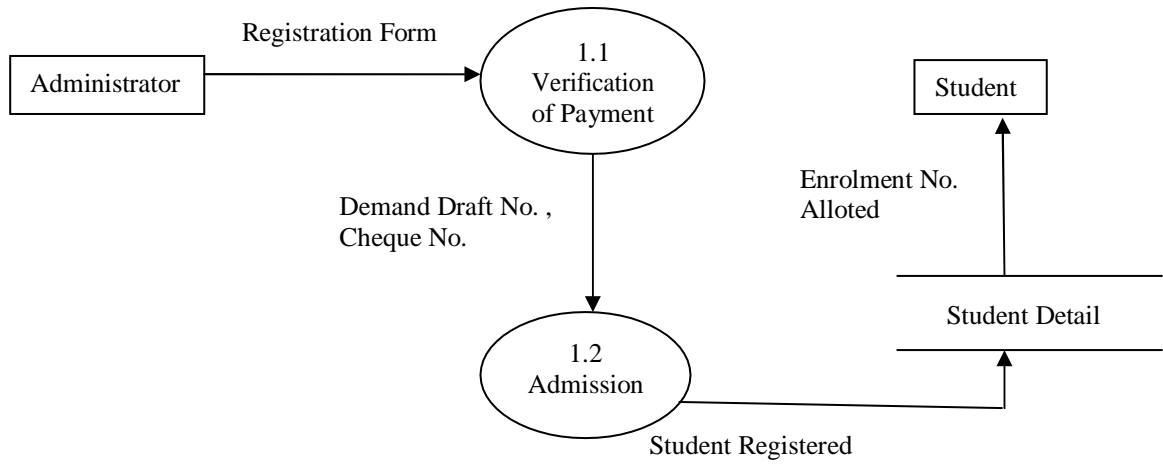 Registration Form
Administrator
1.1
Verification
of Payment
Student
Demand Draft No. ,
Cheque No.
Enrolment No.
Alloted
Student Detail
1.2
Admission
Student Registered